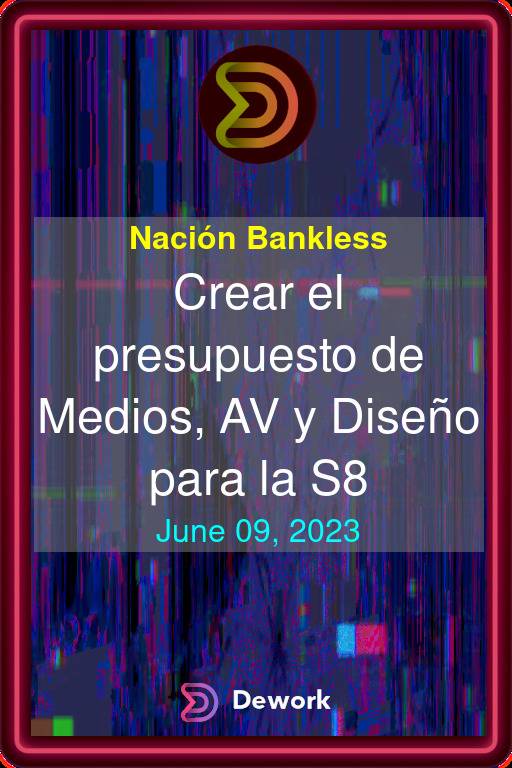 Nación Bankless
Crear el
presupuesto de
Medios, AV y Diseño
para la S8
June 09, 2023
Dework